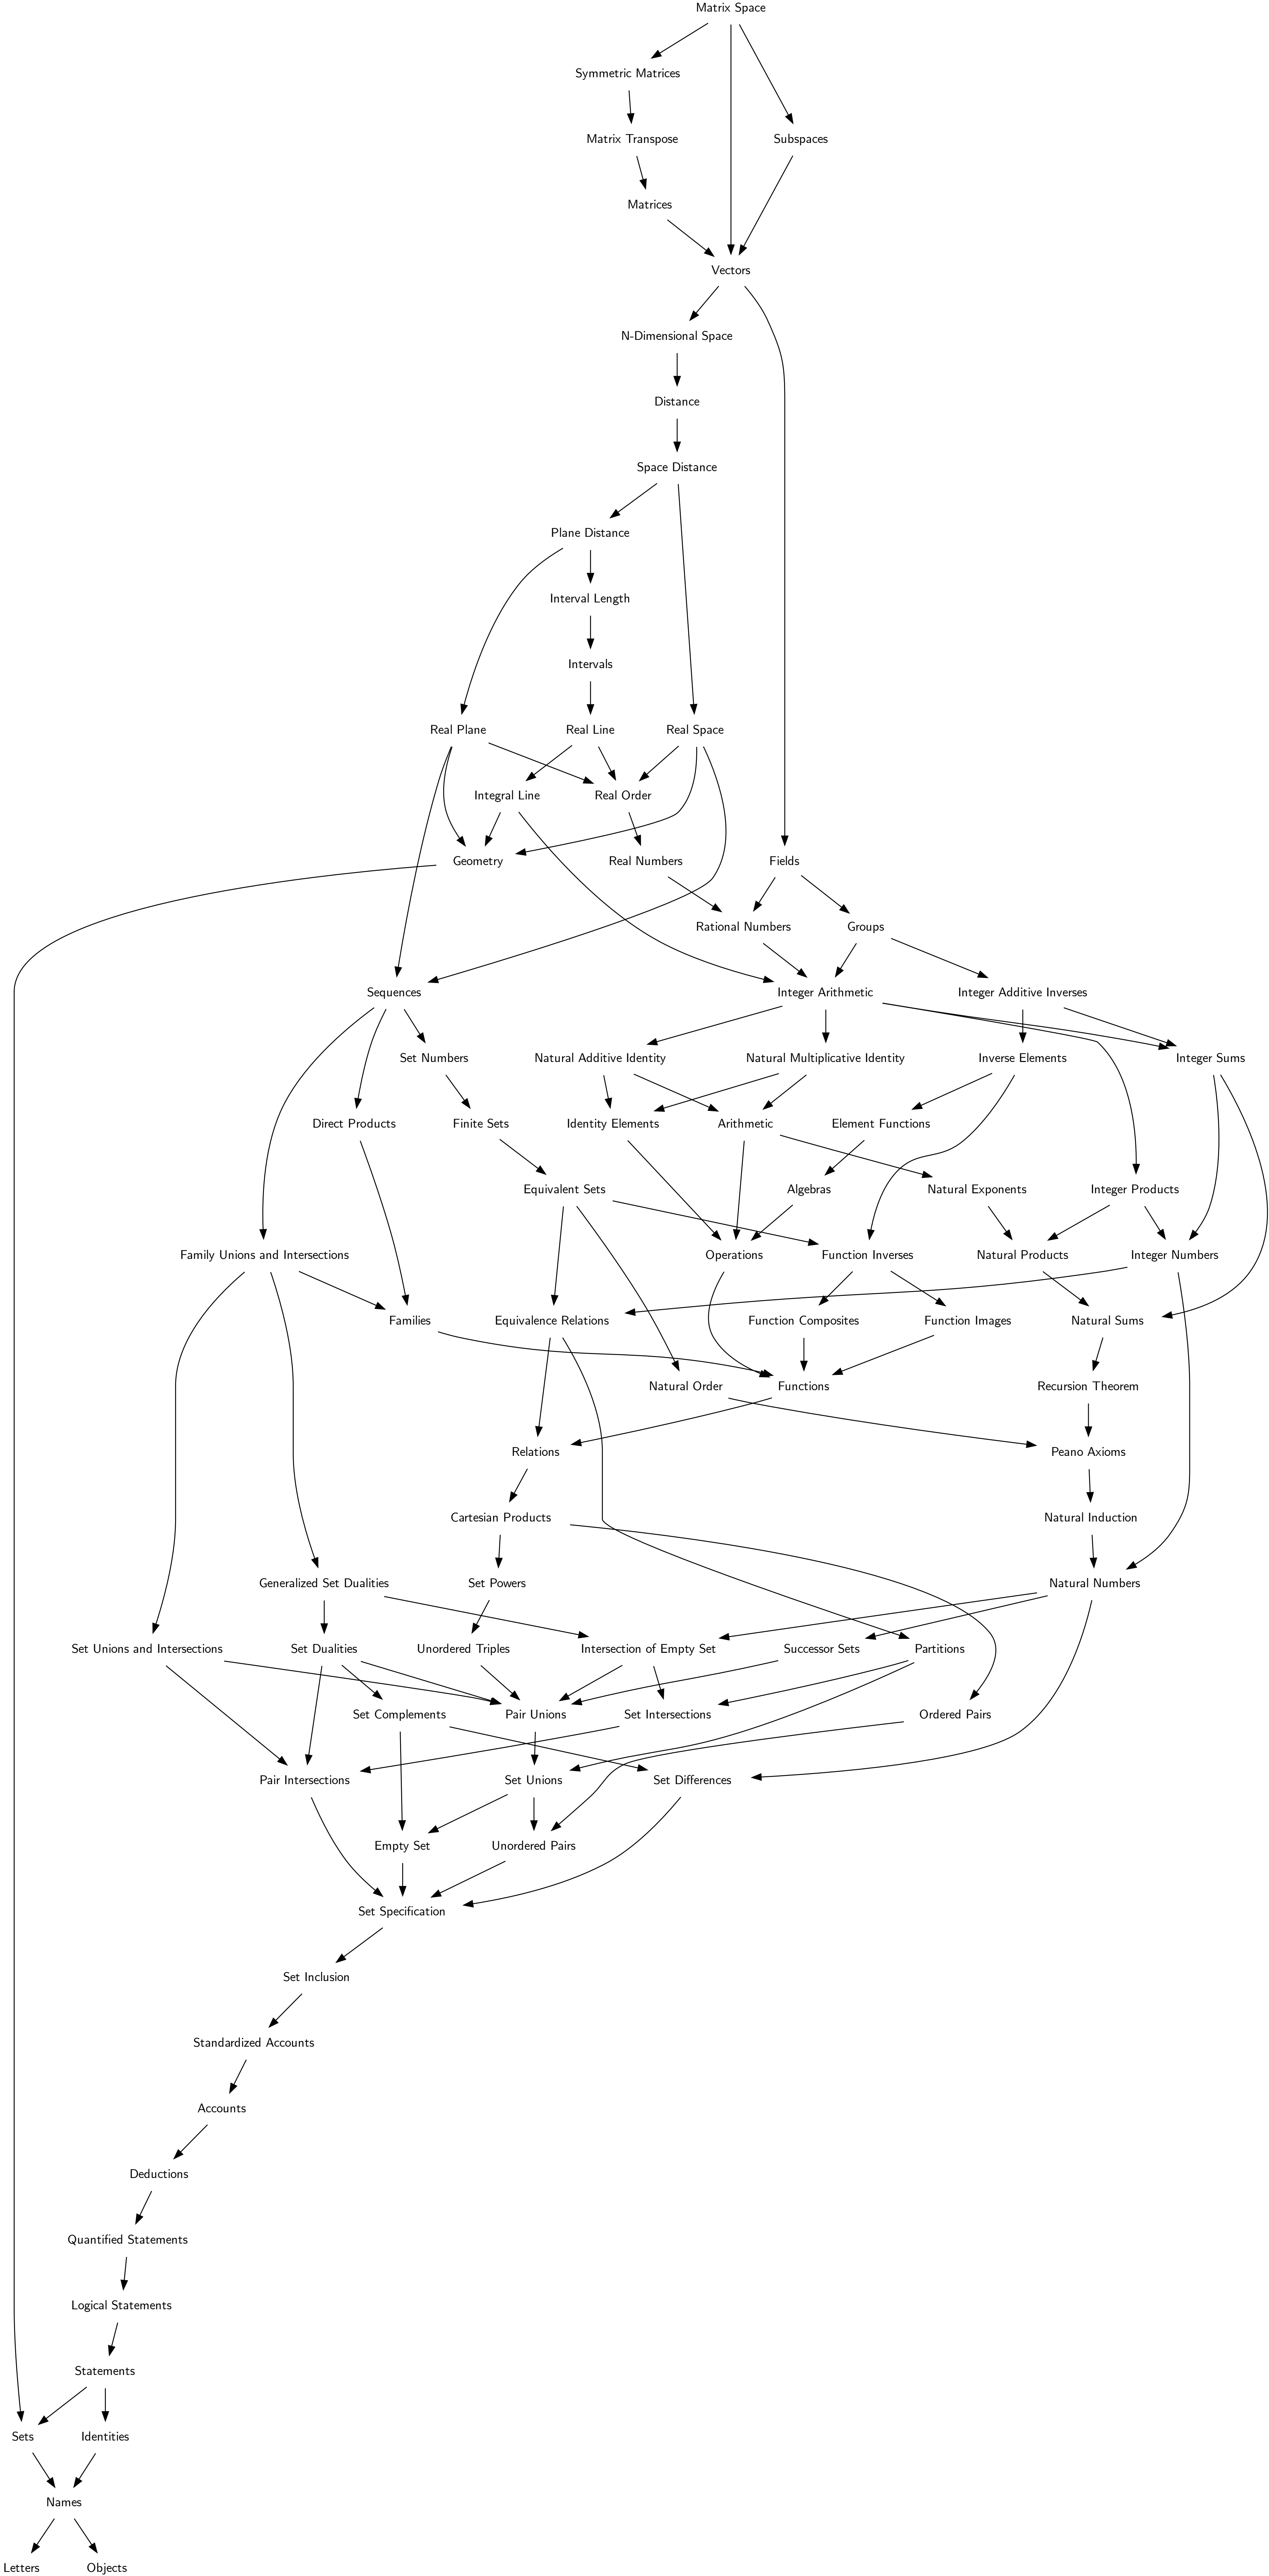 Matrix Space
Symmetric Matrices
Matrix Transpose
Subspaces
Matrices
Vectors
N-Dimensional Space
Distance
Space Distance
Plane Distance
Interval Length
Intervals
Real Plane
Real Line
Real Space
Integral Line
Real Order
Geometry
Real Numbers
Fields
Rational Numbers
Groups
Sequences
Integer Arithmetic
Integer Additive Inverses
Set Numbers
Natural Additive Identity
Natural Multiplicative Identity
Inverse Elements
Integer Sums
Direct Products
Finite Sets
Identity Elements
Arithmetic
Element Functions
Equivalent Sets
Algebras
Natural Exponents
Integer Products
Family Unions and Intersections
Operations
Function Inverses
Natural Products
Integer Numbers
Families
Equivalence Relations
Function Composites
Function Images
Natural Sums
Natural Order
Functions
Recursion Theorem
Relations
Peano Axioms
Cartesian Products
Natural Induction
Generalized Set Dualities
Set Powers
Natural Numbers
Set Unions and Intersections
Set Dualities
Unordered Triples
Intersection of Empty Set
Successor Sets
Partitions
Set Complements
Pair Unions
Set Intersections
Ordered Pairs
Pair Intersections
Set Unions
Set Differences
Empty Set
Unordered Pairs
Set Specification
Set Inclusion
Standardized Accounts
Accounts
Deductions
Quantified Statements
Logical Statements
Statements
Sets
Identities
Names
Letters
Objects